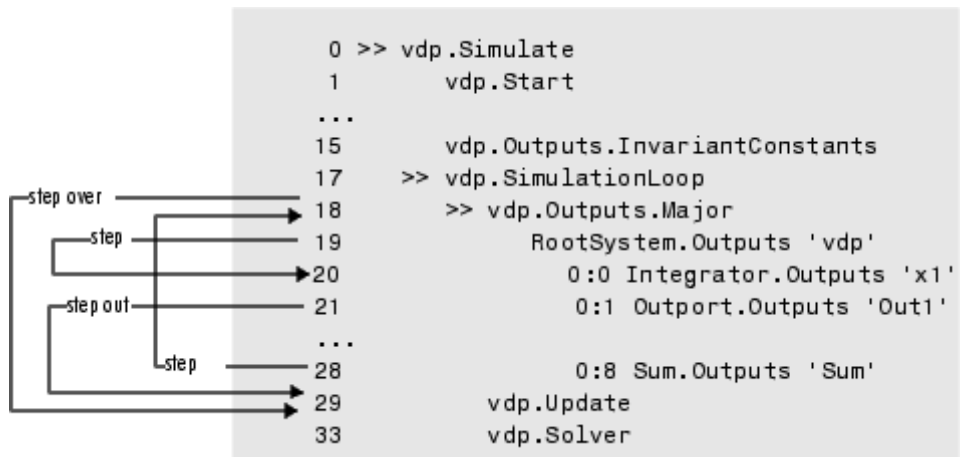 0 >> vdp.Simulate
1 vdp.Start
...
15 vdp.Outputs.InvariantConstants
17 >> vdp.SimulationLoop
step over
18 >> vdp.Outputs.Major
step 19 RootSystem.Outputs 'vdp'
20 0:0 Integrator.Outputs 'x1'
step out 21 0:1 Outport.Outputs 'Out1'
...
step 28 0:8 Sum.Outputs 'Sum'
29 vdp.Update
33 vdp.Solver